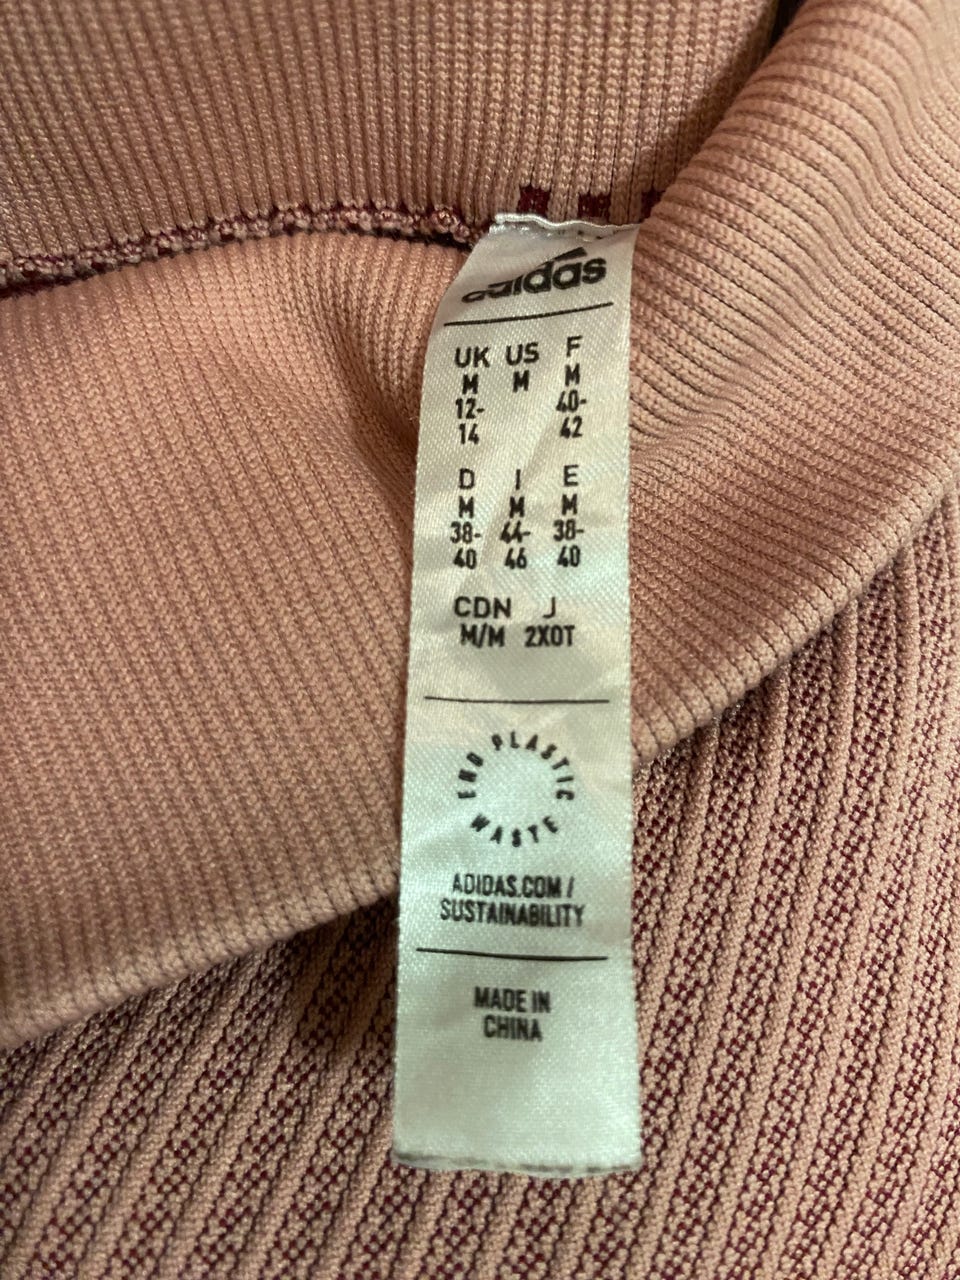 adidas
UK US F
M M M
12- 40-
14 42
D I E
M M M
38- 44- 38-
40 46 40
CDN J
M/M 2XOT
END PLASTIC WASTE
ADIDAS.COM /
SUSTAINABILITY
MADE IN
CHINA